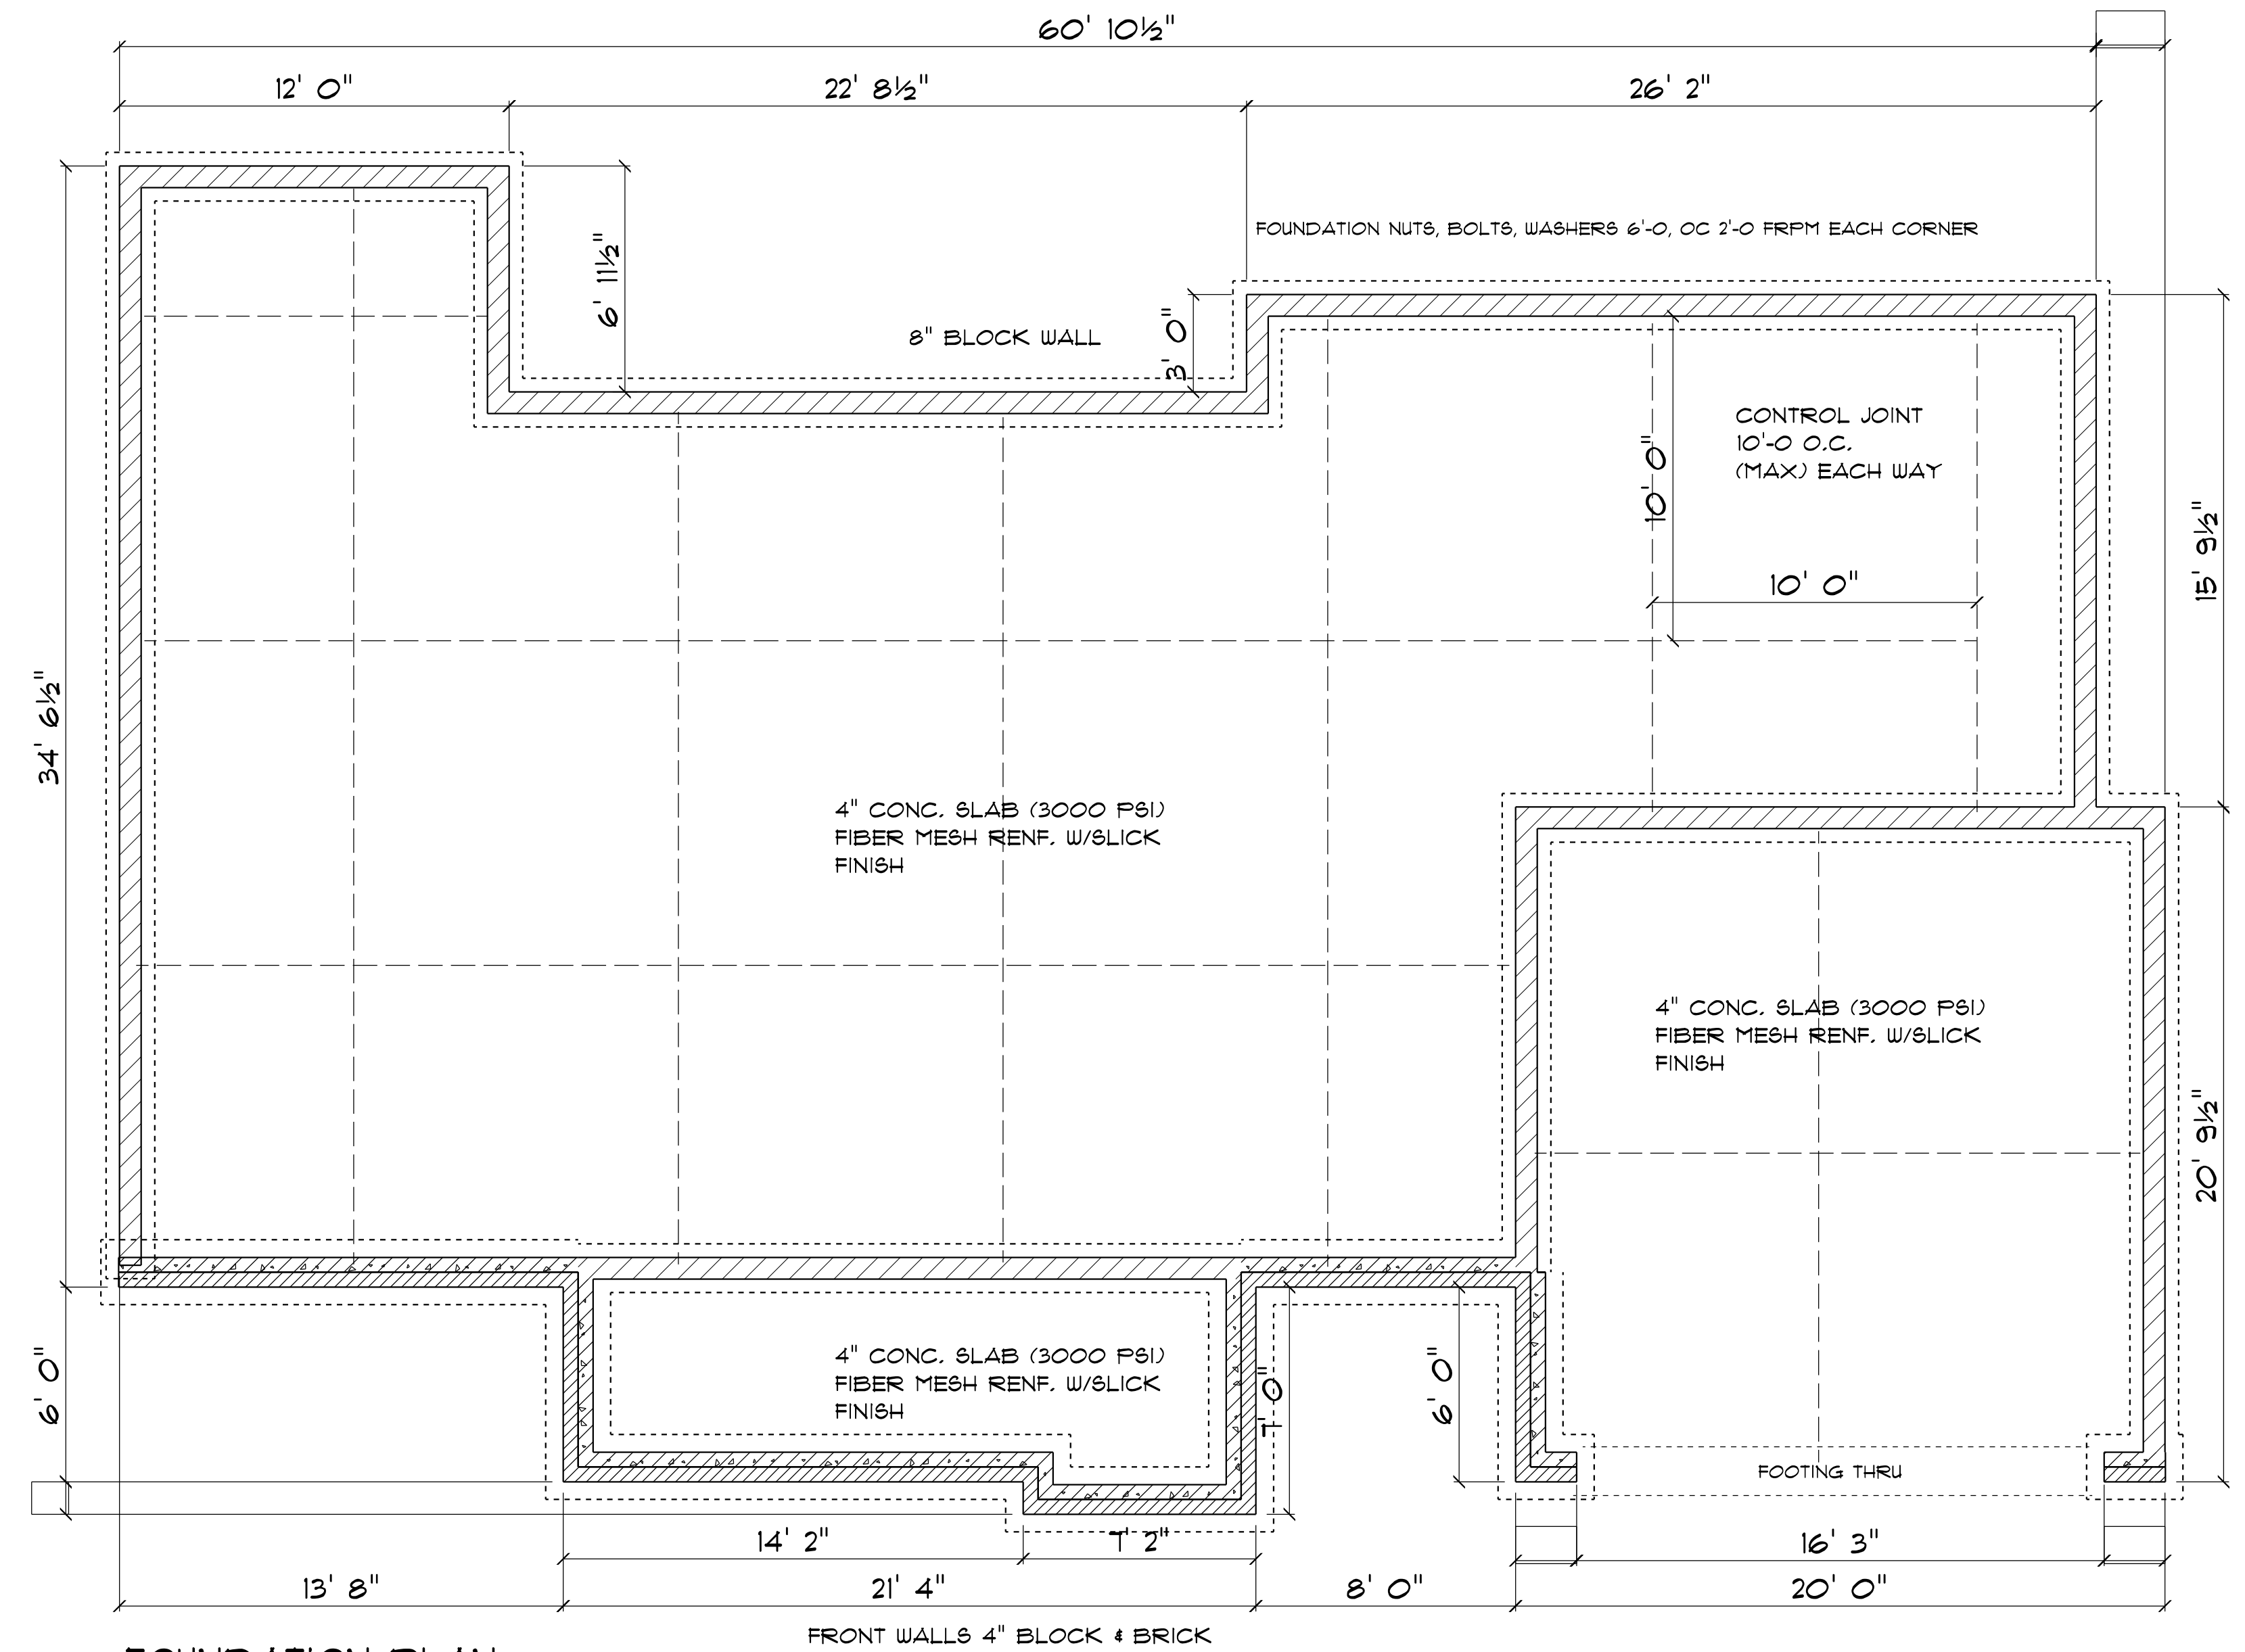 60' 10½"
12' 0"
22' 8½"
26' 2"
FOUNDATION NUTS, BOLTS, WASHERS 6'-0, OC 2'-0 FRPM EACH CORNER
6' 11½"
8" BLOCK WALL
3' 0"
CONTROL JOINT
10'-0 O.C.
(MAX) EACH WAY
10' 0"
10' 0"
15' 9½"
34' 6½"
4" CONC. SLAB (3000 PSI)
FIBER MESH RENF. W/SLICK
FINISH
4" CONC. SLAB (3000 PSI)
FIBER MESH RENF. W/SLICK
FINISH
20' 9½"
4" CONC. SLAB (3000 PSI)
FIBER MESH RENF. W/SLICK
FINISH
6' 0"
7' 0"
6' 0"
FOOTING THRU
14' 2"
7' 2"
16' 3"
13' 8"
21' 4"
8' 0"
20' 0"
FRONT WALLS 4" BLOCK & BRICK
FOUNDATION PLAN